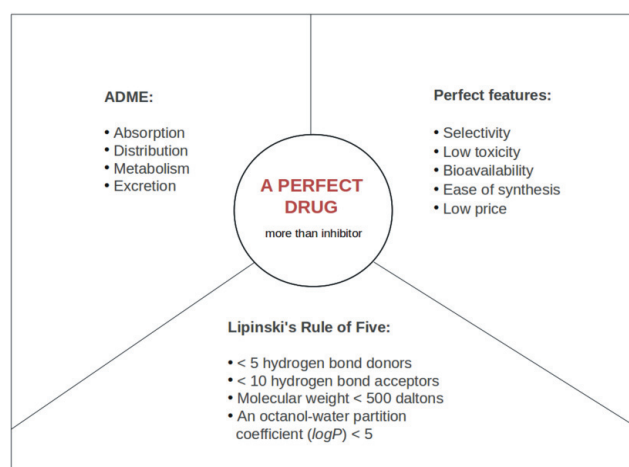 ADME:
• Absorption
• Distribution
• Metabolism
• Excretion
Perfect features:
• Selectivity
• Low toxicity
• Bioavailability
• Ease of synthesis
• Low price
A PERFECT
DRUG
more than inhibitor
Lipinski's Rule of Five:
• < 5 hydrogen bond donors
• < 10 hydrogen bond acceptors
• Molecular weight < 500 daltons
• An octanol-water partition
coefficient (logP) < 5